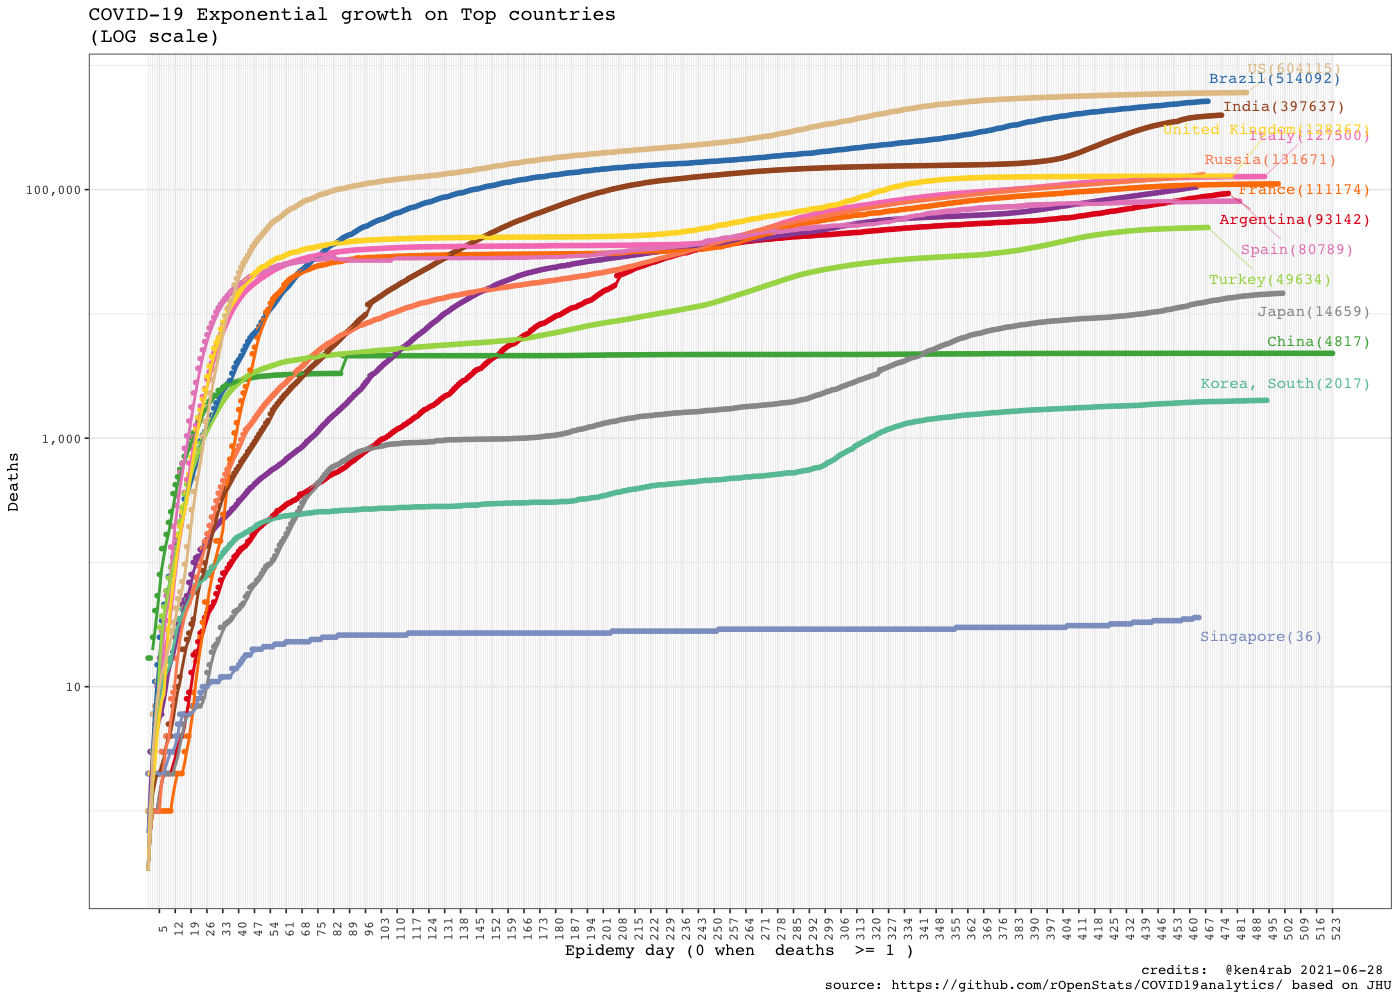 COVID-19 Exponential growth on Top countries
(LOG scale)
US(604115)
Brazil(514092)
India(397637)
United Kingdom(128367)
Italy(127500)
Russia(131671)
France(111174)
Argentina(93142)
Spain(80789)
Turkey(49634)
Japan(14659)
China(4817)
Korea, South(2017)
Singapore(36)
Deaths
100,000
1,000
10
5 12 19 26 33 40 47 54 61 68 75 82 89 96 103 110 117 124 131 138 145 152 159 166 173 180 187 194 201 208 215 222 229 236 243 250 257 264 271 278 285 292 299 306 313 320 327 334 341 348 355 362 369 376 383 390 397 404 411 418 425 432 439 446 453 460 467 474 481 488 495 502 509 516 523
Epidemy day (0 when  deaths  >= 1 )
credits:  @ken4rab 2021-06-28
source: https://github.com/rOpenStats/COVID19analytics/ based on JHU